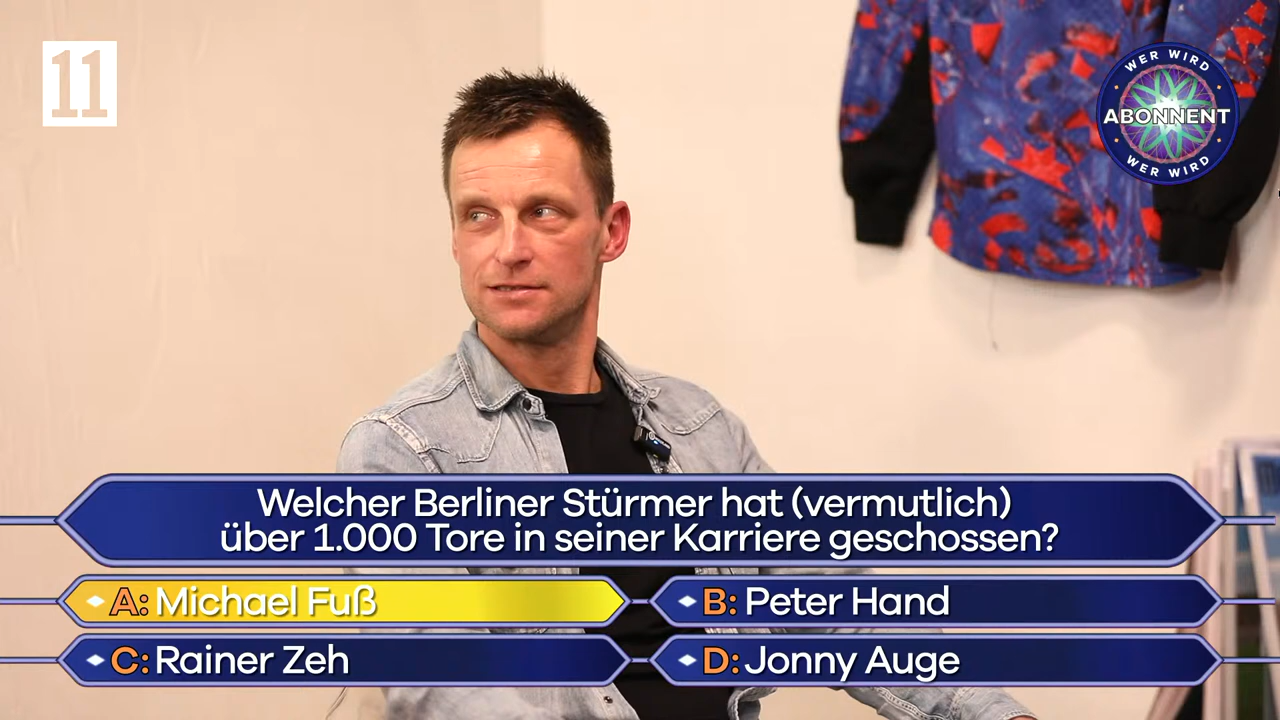 11
WER WIRD
ABONNENT
WER WIRD
Welcher Berliner Stürmer hat (vermutlich)
über 1.000 Tore in seiner Karriere geschossen?
A: Michael Fuß
B: Peter Hand
C: Rainer Zeh
D: Jonny Auge